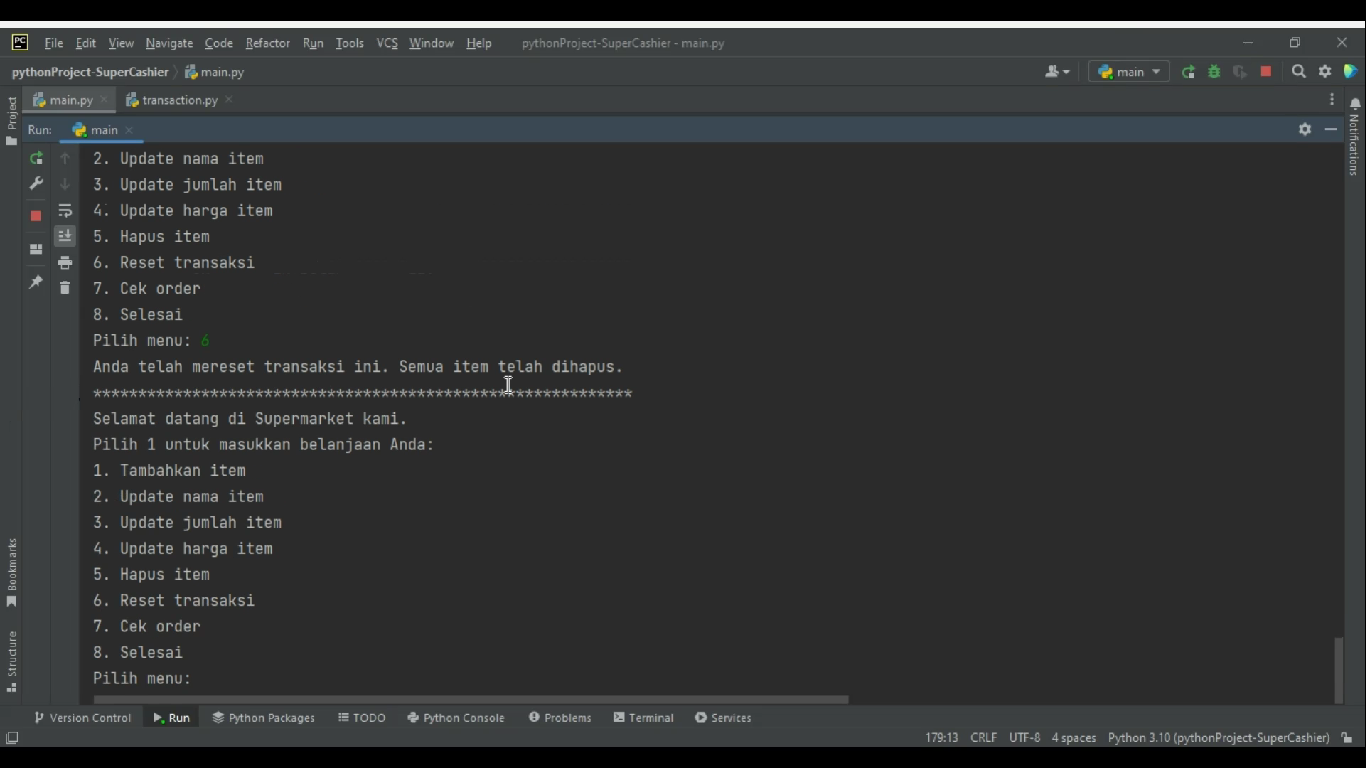 PC File Edit View Navigate Code Refactor Run Tools VCS Window Help pythonProject-SuperCashier - main.py
pythonProject-SuperCashier main.py main
main.py transaction.py
Run: main
Project
Notifications
2. Update nama item
3. Update jumlah item
4. Update harga item
5. Hapus item
6. Reset transaksi
7. Cek order
8. Selesai
Pilih menu: 6
Anda telah mereset transaksi ini. Semua item telah dihapus.
************************************************************
Selamat datang di Supermarket kami.
Pilih 1 untuk masukkan belanjaan Anda:
1. Tambahkan item
2. Update nama item
3. Update jumlah item
4. Update harga item
5. Hapus item
6. Reset transaksi
7. Cek order
8. Selesai
Pilih menu:
Bookmarks
Structure
Version Control Run Python Packages TODO Python Console Problems Terminal Services
179:13 CRLF UTF-8 4 spaces Python 3.10 (pythonProject-SuperCashier)